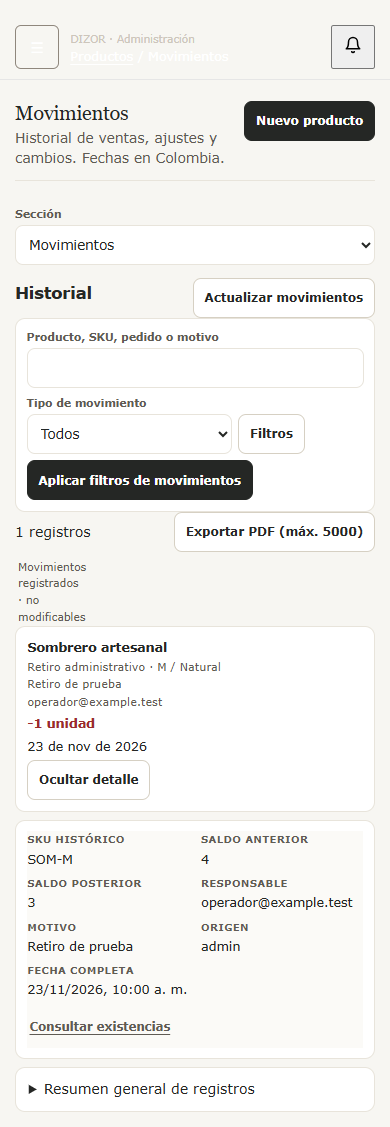 DIZOR · Administración
Productos / Movimientos
Movimientos
Nuevo producto
Historial de ventas, ajustes y
cambios. Fechas en Colombia.
Sección
Movimientos
Historial
Actualizar movimientos
Producto, SKU, pedido o motivo
Tipo de movimiento
Todos
Filtros
Aplicar filtros de movimientos
1 registros
Exportar PDF (máx. 5000)
Movimientos
registrados
· no
modificables
Sombrero artesanal
Retiro administrativo · M / Natural
Retiro de prueba
operador@example.test
-1 unidad
23 de nov de 2026
Ocultar detalle
SKU HISTÓRICO
SOM-M
SALDO ANTERIOR
4
SALDO POSTERIOR
3
RESPONSABLE
operador@example.test
MOTIVO
Retiro de prueba
ORIGEN
admin
FECHA COMPLETA
23/11/2026, 10:00 a. m.
Consultar existencias
Resumen general de registros